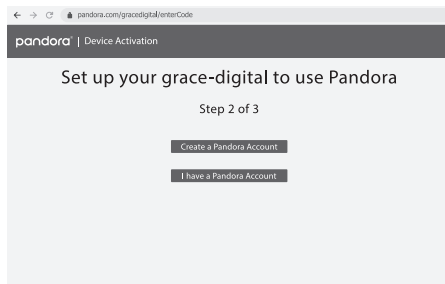 pandora.com/gracedigital/enterCode
pandora® | Device Activation
Set up your grace-digital to use Pandora
Step 2 of 3
Create a Pandora Account
I have a Pandora Account